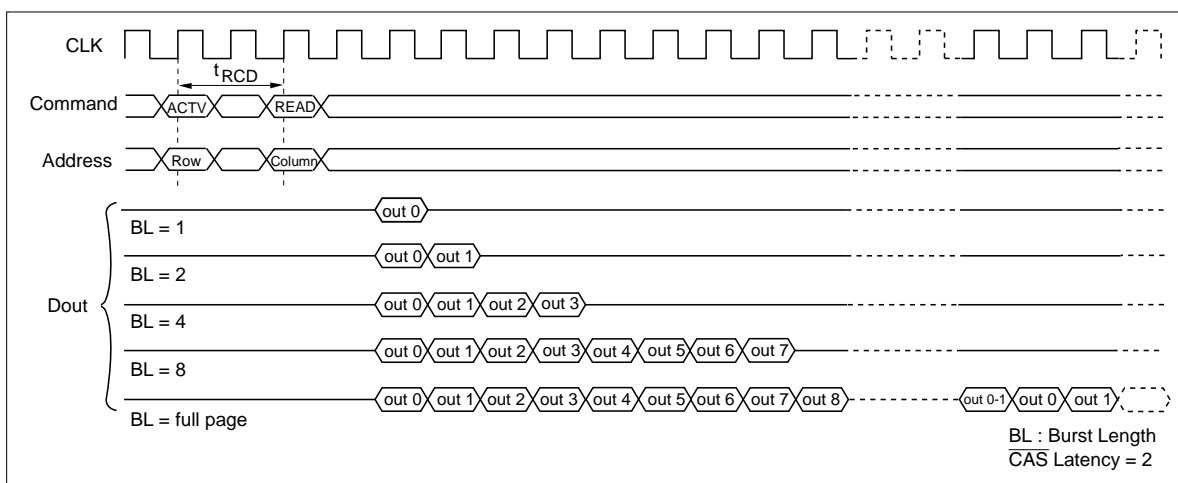 CLK
tRCD
Command ACTV READ
Address Row Column
out 0
BL = 1
out 0 out 1
BL = 2
Dout
out 0 out 1 out 2 out 3
BL = 4
out 0 out 1 out 2 out 3 out 4 out 5 out 6 out 7
BL = 8
out 0 out 1 out 2 out 3 out 4 out 5 out 6 out 7 out 8 out 0-1 out 0 out 1
BL = full page
BL : Burst Length
C̅A̅S̅ Latency = 2